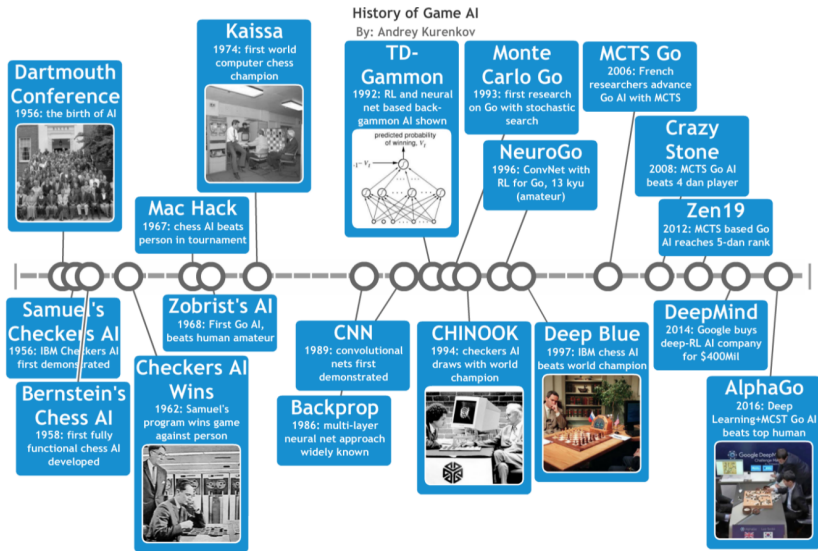 History of Game AI
By: Andrey Kurenkov
Dartmouth
Conference
1956: the birth of AI
Samuel's
Checkers AI
1956: IBM Checkers AI
first demonstrated
Bernstein's
Chess AI
1958: first fully
functional chess AI
developed
Checkers AI
Wins
1962: Samuel's
program wins game
against person
Mac Hack
1967: chess AI beats
person in tournament
Zobrist's AI
1968: First Go AI,
beats human amateur
Kaissa
1974: first world
computer chess
champion
Backprop
1986: multi-layer
neural net approach
widely known
CNN
1989: convolutional
nets first
demonstrated
TD-
Gammon
1992: RL and neural
net based back-
gammon AI shown
predicted probability
of winning, V
Monte
Carlo Go
1993: first research
on Go with stochastic
search
CHINOOK
1994: checkers AI
draws with world
champion
NeuroGo
1996: ConvNet with
RL for Go, 13 kyu
(amateur)
Deep Blue
1997: IBM chess AI
beats world champion
MCTS Go
2006: French
researchers advance
Go AI with MCTS
Crazy
Stone
2008: MCTS Go AI
beats 4 dan player
Zen19
2012: MCTS based Go
AI reaches 5-dan rank
DeepMind
2014: Google buys
deep-RL AI company
for $400Mil
AlphaGo
2016: Deep
Learning+MCST Go AI
beats top human
Google DeepMind